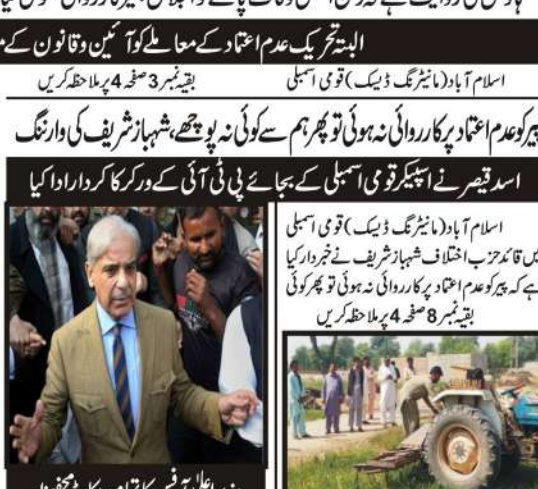 البتہ تحریک عدم اعتماد کے معاملے کو آئین و قانون کے
اسلام آباد (مانیٹرنگ ڈیسک) قومی اسمبلی
بقیہ نمبر 3 صفحہ 4 پر ملاحظہ کریں
پیر کو عدم اعتماد پر کارروائی نہ ہوئی تو پھر ہم سے کوئی نہ پوچھے، شہباز شریف کی وارننگ
اسد قیصر نے اسپیکر قومی اسمبلی کے بجائے پی ٹی آئی کے ورکر کا کردار ادا کیا
اسلام آباد (مانیٹرنگ ڈیسک) قومی اسمبلی
میں قائد حزب اختلاف شہباز شریف نے خبردار کیا
ہے کہ پیر کو عدم اعتماد پر کارروائی نہ ہوئی تو پھر کوئی
بقیہ نمبر 8 صفحہ 4 پر ملاحظہ کریں